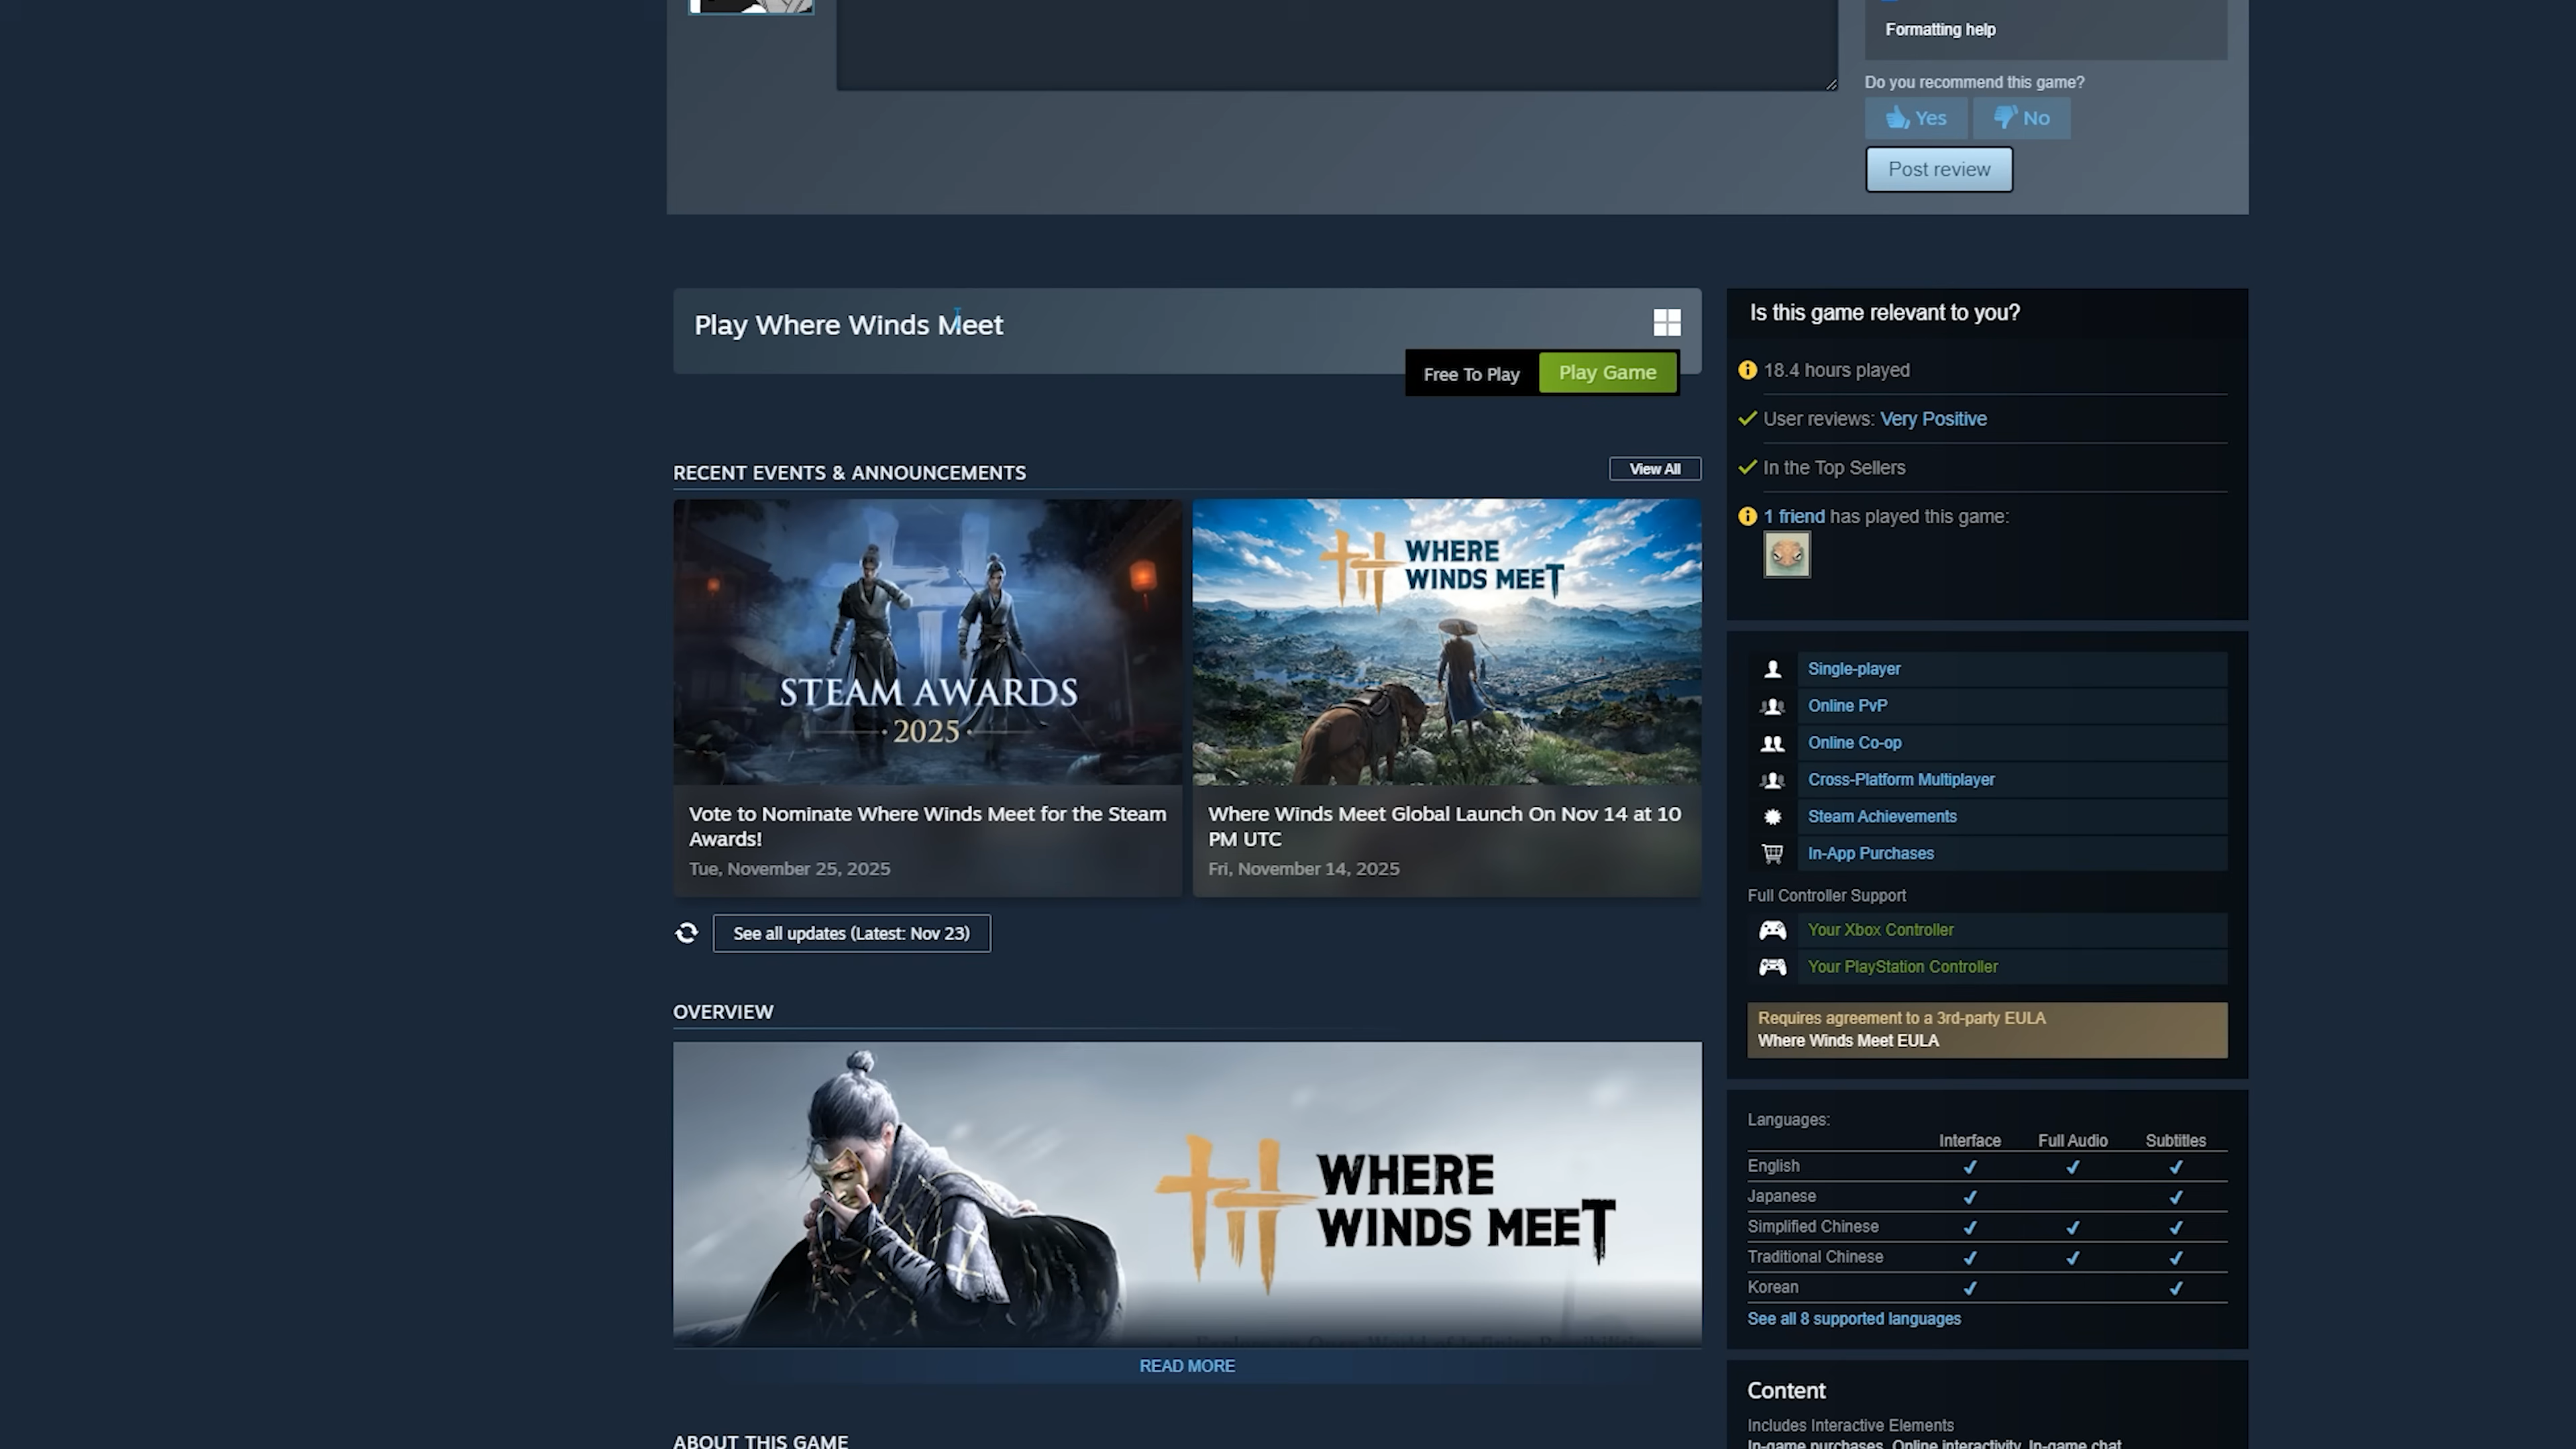 Formatting help
Do you recommend this game?
Yes
No
Post review
Play Where Winds Meet
Free To Play
Play Game
RECENT EVENTS & ANNOUNCEMENTS
View All
STEAM AWARDS
2025
Vote to Nominate Where Winds Meet for the Steam
Awards!
Tue, November 25, 2025
WHERE
WINDS MEET
Where Winds Meet Global Launch On Nov 14 at 10
PM UTC
Fri, November 14, 2025
See all updates (Latest: Nov 23)
OVERVIEW
WHERE
WINDS MEET
READ MORE
ABOUT THIS GAME
Is this game relevant to you?
18.4 hours played
User reviews: Very Positive
In the Top Sellers
1 friend has played this game:
Single-player
Online PvP
Online Co-op
Cross-Platform Multiplayer
Steam Achievements
In-App Purchases
Full Controller Support
Your Xbox Controller
Your PlayStation Controller
Requires agreement to a 3rd-party EULA
Where Winds Meet EULA
Languages:
Interface Full Audio Subtitles
English
Japanese
Simplified Chinese
Traditional Chinese
Korean
See all 8 supported languages
Content
Includes Interactive Elements
In-game purchases, Online interactivity, In-game chat